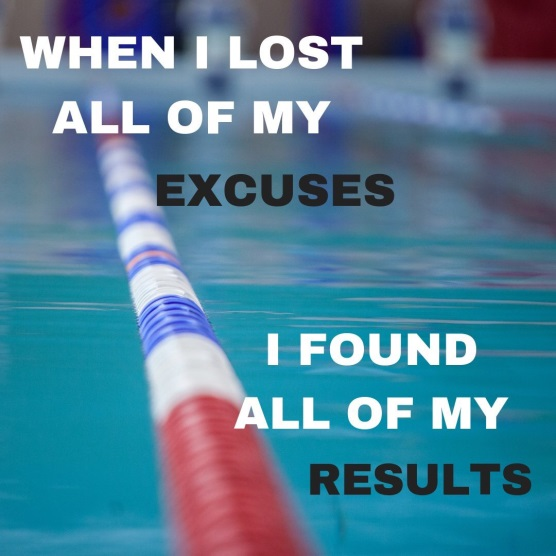 WHEN I LOST
ALL OF MY
EXCUSES
I FOUND
ALL OF MY
RESULTS